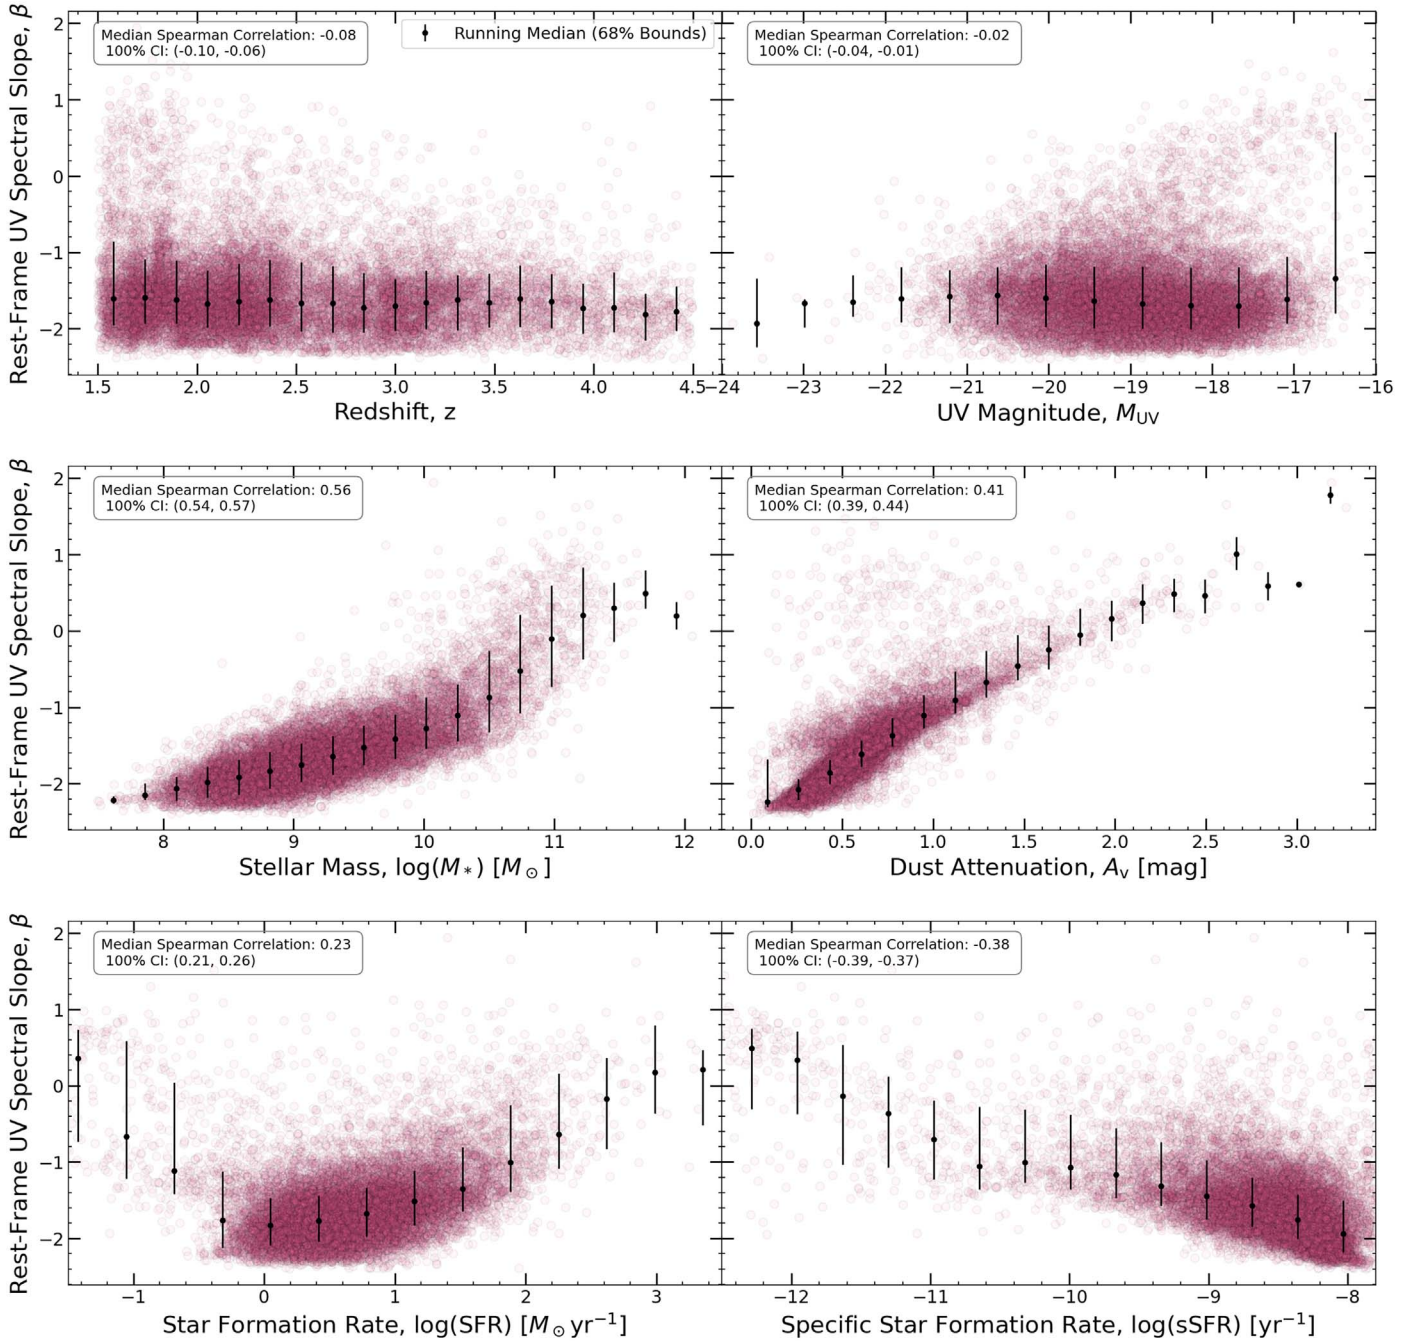 Rest-Frame UV Spectral Slope, β
2
1
0
−1
−2
Median Spearman Correlation: -0.08
100% CI: (-0.10, -0.06)
Running Median (68% Bounds)
1.5 2.0 2.5 3.0 3.5 4.0 4.5
Redshift, z
Median Spearman Correlation: -0.02
100% CI: (-0.04, -0.01)
−24 −23 −22 −21 −20 −19 −18 −17 −16
UV Magnitude, M_UV
Rest-Frame UV Spectral Slope, β
2
1
0
−1
−2
Median Spearman Correlation: 0.56
100% CI: (0.54, 0.57)
8 9 10 11 12
Stellar Mass, log(M_*) [M_⊙]
Median Spearman Correlation: 0.41
100% CI: (0.39, 0.44)
0.0 0.5 1.0 1.5 2.0 2.5 3.0
Dust Attenuation, A_v [mag]
Rest-Frame UV Spectral Slope, β
2
1
0
−1
−2
Median Spearman Correlation: 0.23
100% CI: (0.21, 0.26)
−1 0 1 2 3
Star Formation Rate, log(SFR) [M_⊙yr⁻¹]
Median Spearman Correlation: -0.38
100% CI: (-0.39, -0.37)
−12 −11 −10 −9 −8
Specific Star Formation Rate, log(sSFR) [yr⁻¹]